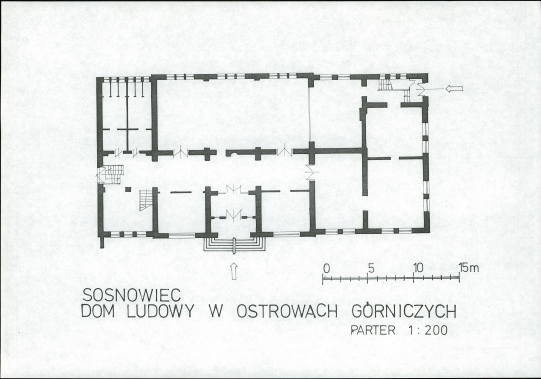 0 5 10 15m
SOSNOWIEC
DOM LUDOWY W OSTROWACH GÓRNICZYCH
PARTER 1:200